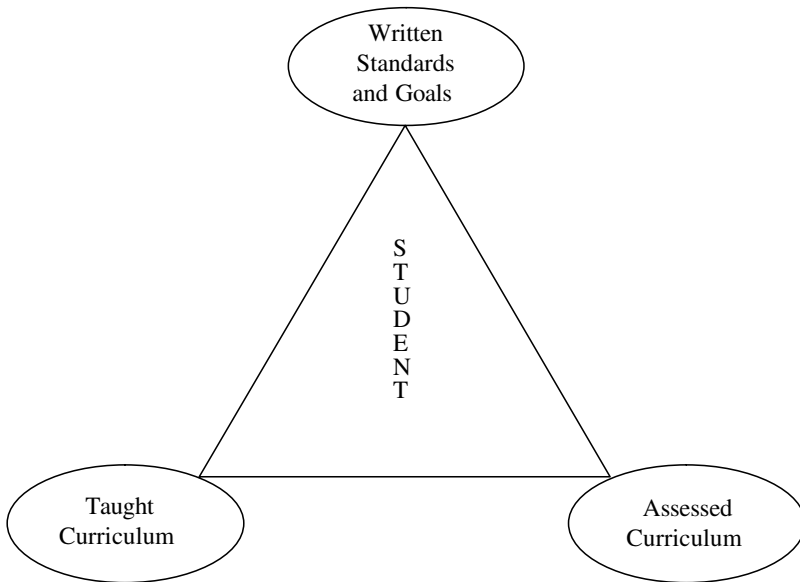 Written
Standards
and Goals
S
T
U
D
E
N
T
Taught
Curriculum
Assessed
Curriculum